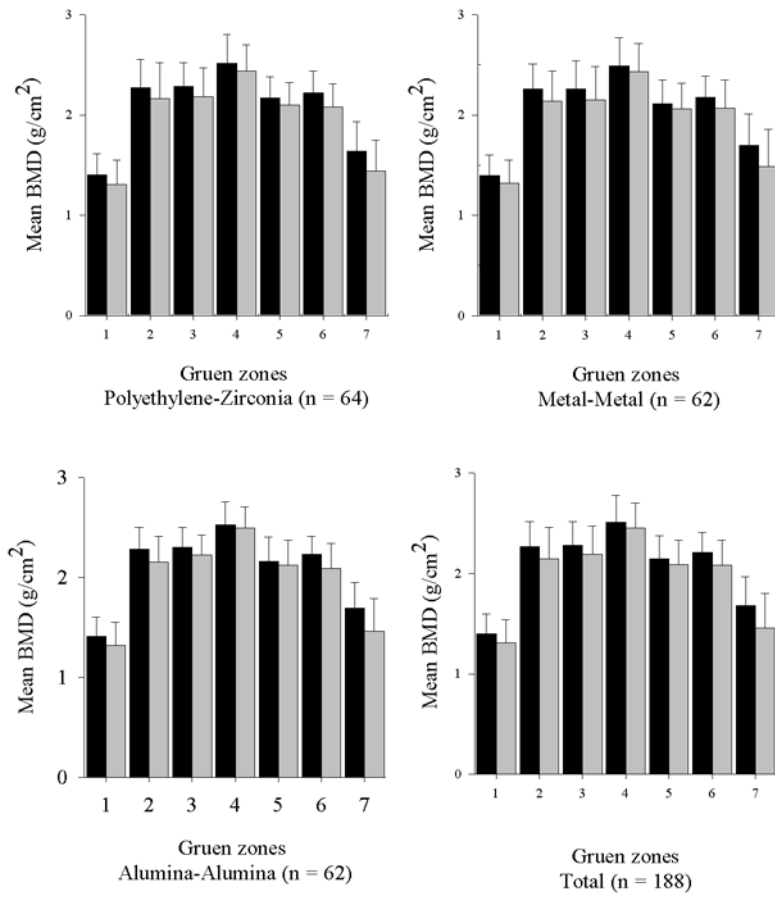 3
2
1
0
Mean BMD (g/cm²)
1 2 3 4 5 6 7
Gruen zones
Polyethylene-Zirconia (n = 64)
3
2
1
0
Mean BMD (g/cm²)
1 2 3 4 5 6 7
Gruen zones
Metal-Metal (n = 62)
3
2
1
0
Mean BMD (g/cm²)
1 2 3 4 5 6 7
Gruen zones
Alumina-Alumina (n = 62)
3
2
1
0
Mean BMD (g/cm²)
1 2 3 4 5 6 7
Gruen zones
Total (n = 188)